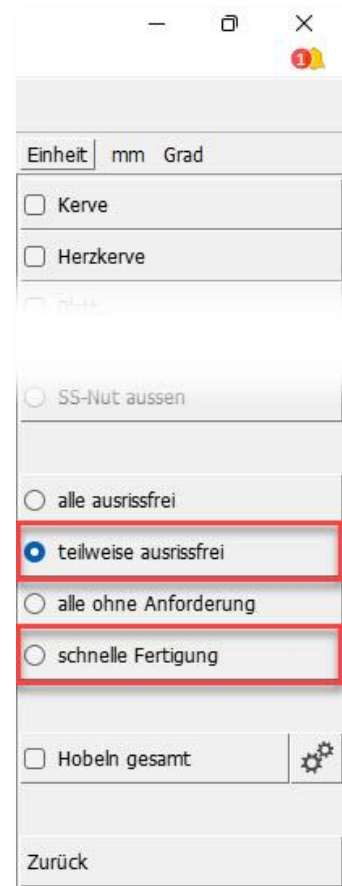 1
Einheit mm Grad
Kerve
Herzkerve
SS-Nut aussen
alle ausrissfrei
teilweise ausrissfrei
alle ohne Anforderung
schnelle Fertigung
Hobeln gesamt
Zurück